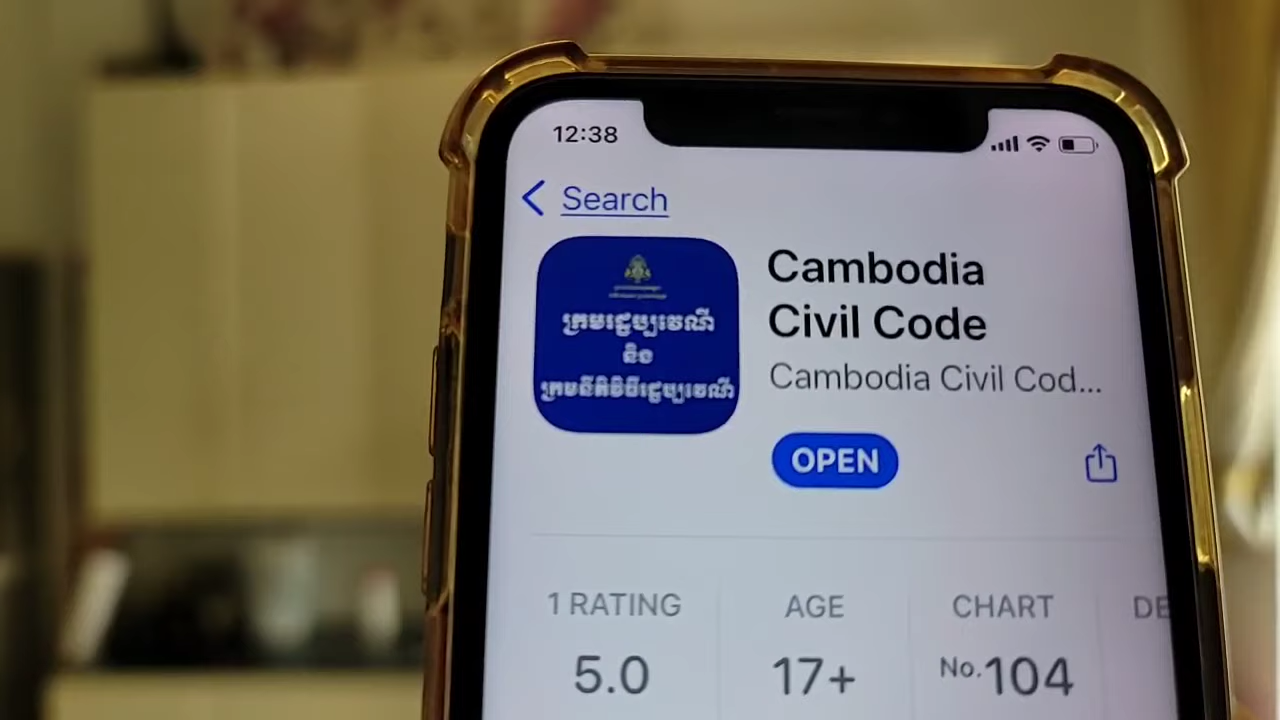 12:38
Search
ក្រមរដ្ឋប្បវេណី
និង
ក្រមនីតិវិធីរដ្ឋប្បវេណី
Cambodia
Civil Code
Cambodia Civil Cod...
OPEN
1 RATING
AGE
CHART
DE
5.0
17+
No.104